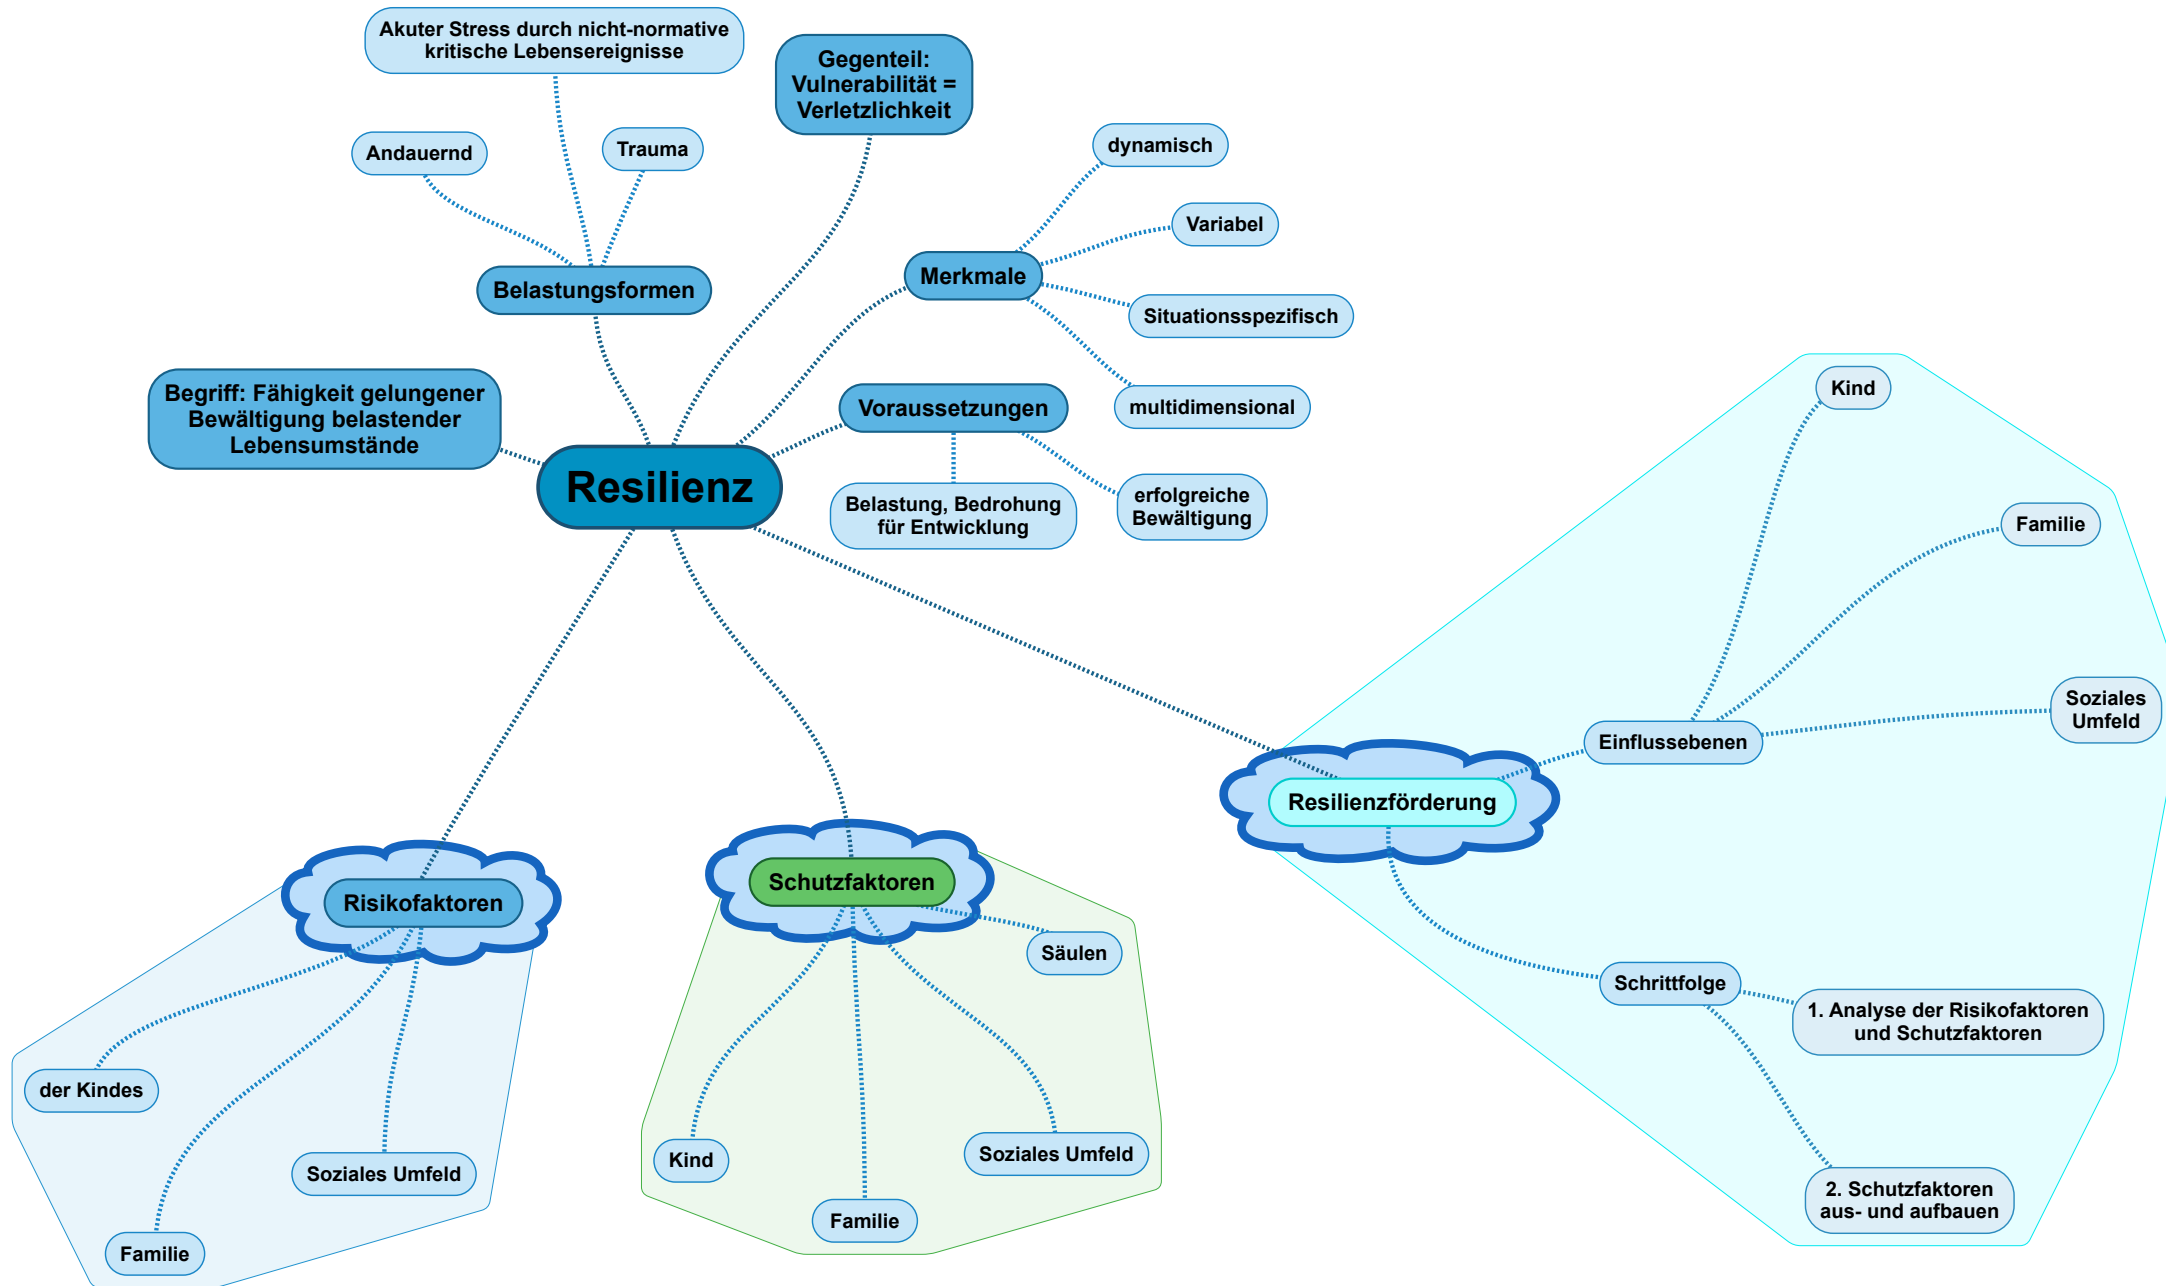 Akuter Stress durch nicht-normative
kritische Lebensereignisse
Gegenteil:
Vulnerabilität =
Verletzlichkeit
Andauernd
Trauma
dynamisch
Variabel
Belastungsformen
Merkmale
Situationsspezifisch
multidimensional
Begriff: Fähigkeit gelungener
Bewältigung belastender
Lebensumstände
Voraussetzungen
Resilienz
Belastung, Bedrohung
für Entwicklung
erfolgreiche
Bewältigung
Kind
Familie
Soziales
Umfeld
Einflussebenen
Resilienzförderung
Schrittfolge
1. Analyse der Risikofaktoren
und Schutzfaktoren
2. Schutzfaktoren
aus- und aufbauen
Schutzfaktoren
Säulen
Kind
Familie
Soziales Umfeld
Risikofaktoren
der Kindes
Familie
Soziales Umfeld